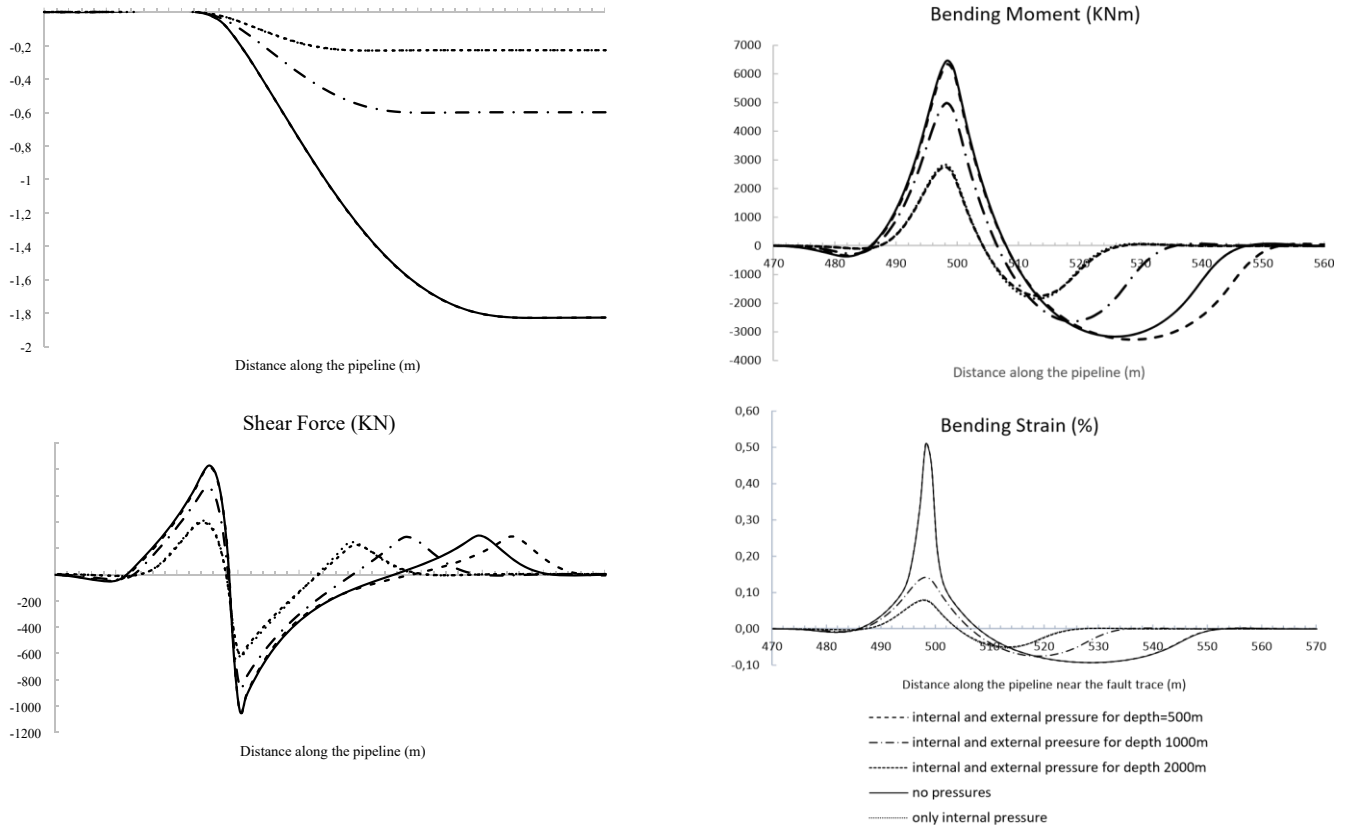 -0,2
-0,4
-0,6
-0,8
-1
-1,2
-1,4
-1,6
-1,8
-2
Distance along the pipeline (m)
Bending Moment (KNm)
7000
6000
5000
4000
3000
2000
1000
0
-1000
-2000
-3000
-4000
470 480 490 500 510 520 530 540 550 560
Distance along the pipeline (m)
Shear Force (KN)
-200
-400
-600
-800
-1000
-1200
Distance along the pipeline (m)
Bending Strain (%)
0,60
0,50
0,40
0,30
0,20
0,10
0,00
-0,10
470 480 490 500 510 520 530 540 550 560 570
Distance along the pipeline near the fault trace (m)
internal and external pressure for depth=500m
internal and external preesure for depth 1000m
internal and external pressure for depth 2000m
no pressures
only internal pressure